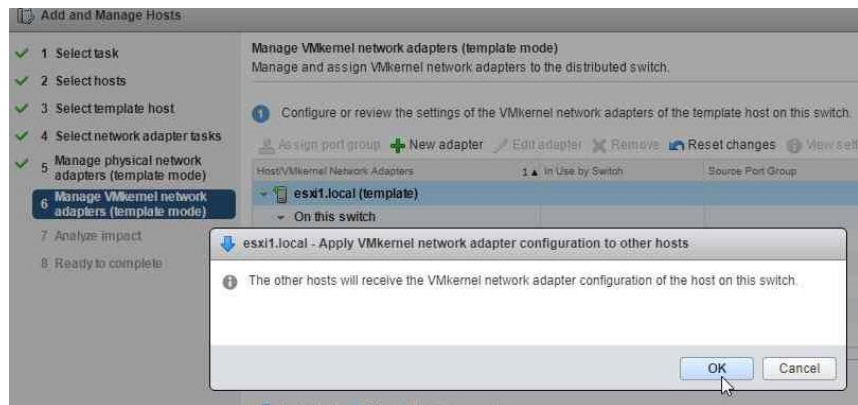 Add and Manage Hosts
1 Select task
2 Select hosts
3 Select template host
4 Select network adapter tasks
5 Manage physical network
adapters (template mode)
6 Manage VMkernel network
adapters (template mode)
7 Analyze impact
8 Ready to complete
Manage VMkernel network adapters (template mode)
Manage and assign VMkernel network adapters to the distributed switch.
1 Configure or review the settings of the VMkernel network adapters of the template host on this switch.
Assign port group New adapter Edit adapter Remove Reset changes View sett
Host/VMkernel Network Adapters 1 ▲ In Use by Switch Source Port Group
esxi1.local (template)
On this switch
esxi1.local - Apply VMkernel network adapter configuration to other hosts
The other hosts will receive the VMkernel network adapter configuration of the host on this switch.
OK Cancel